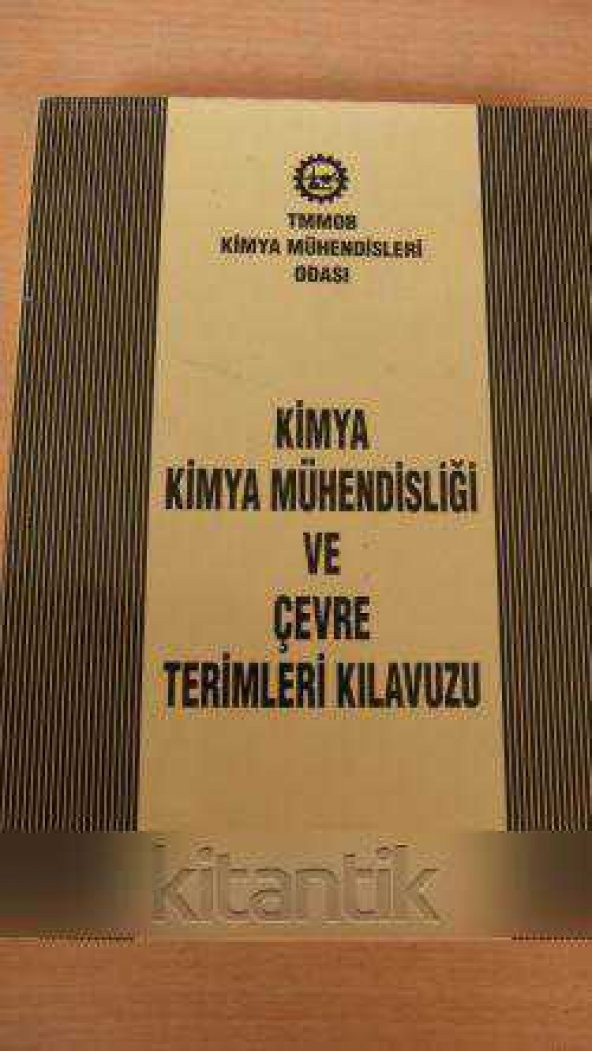 TMMOB
KİMYA MÜHENDİSLERİ
ODASI
KİMYA
KİMYA MÜHENDİSLİĞİ
VE
ÇEVRE
TERİMLERİ KILAVUZU
kitantik